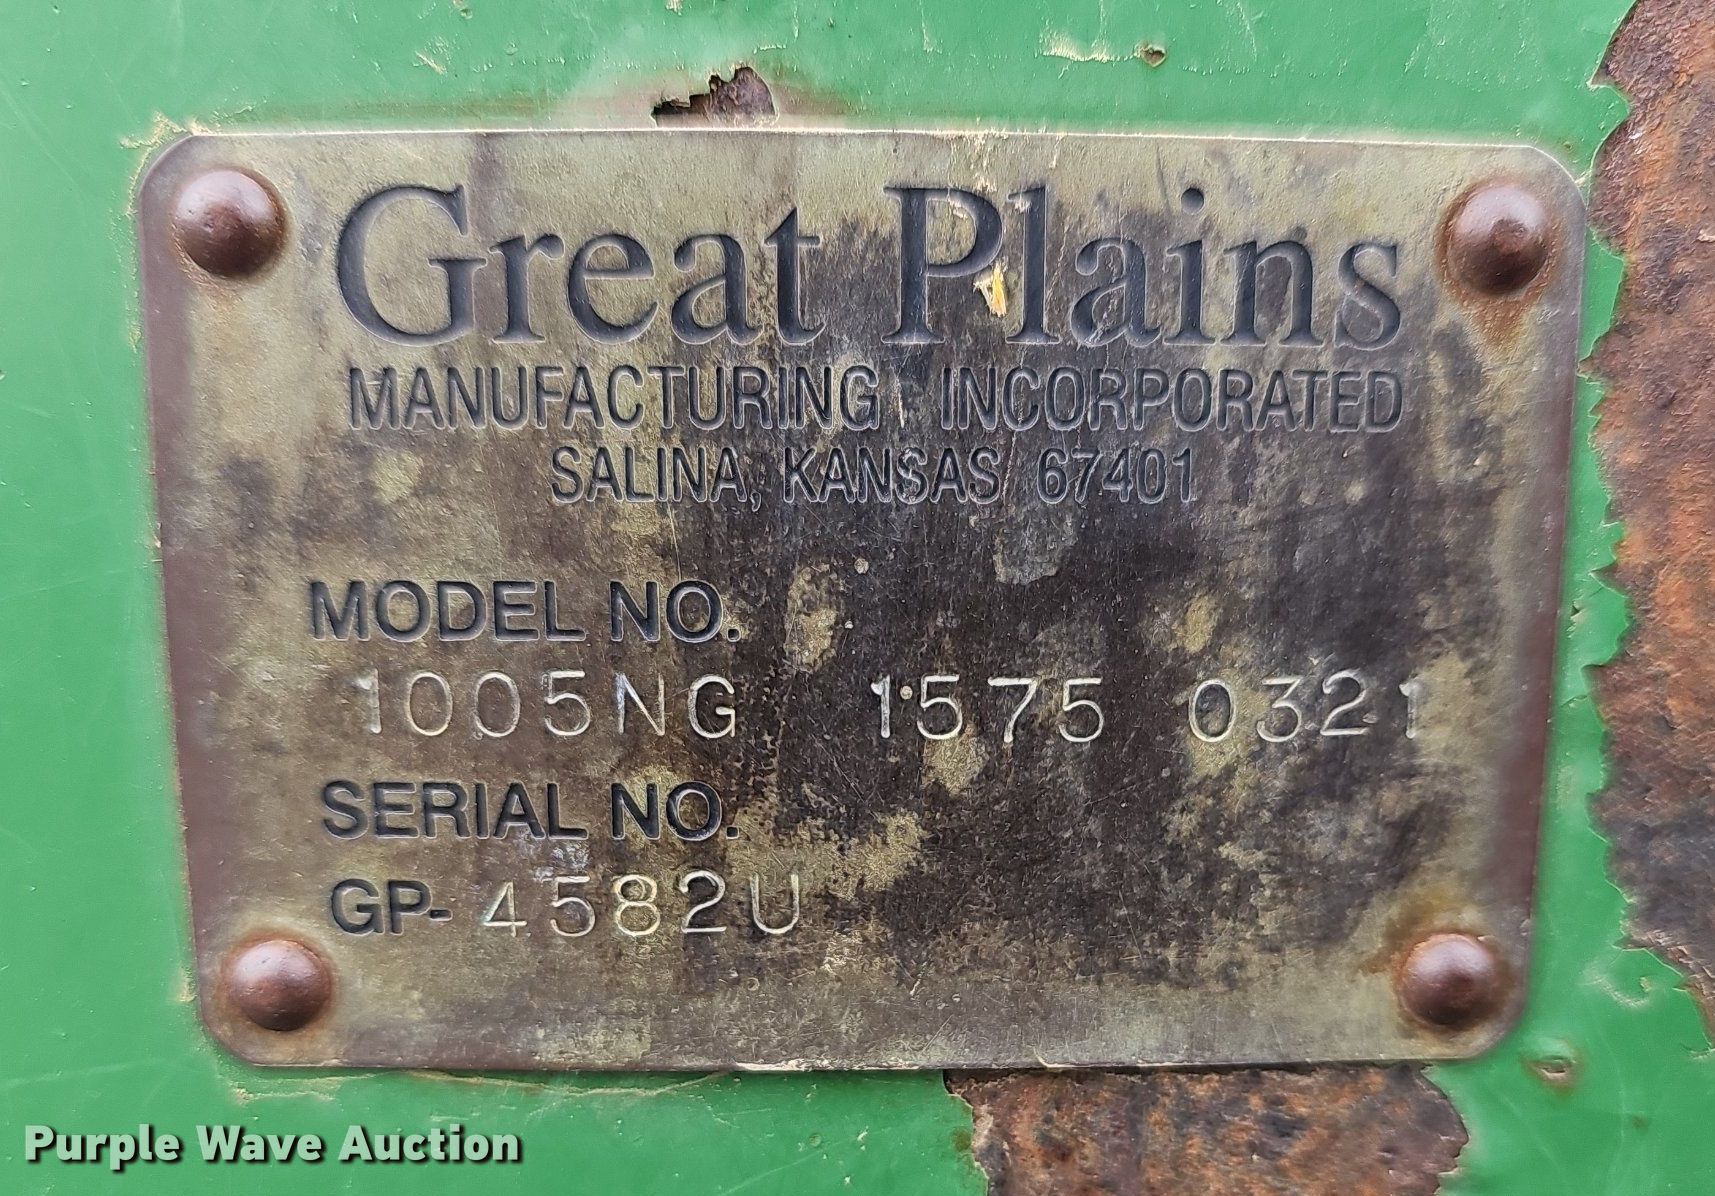 Great Plains
MANUFACTURING INCORPORATED
SALINA, KANSAS 67401
MODEL NO.
1005NG 1575 0321
SERIAL NO.
GP-4582U
Purple Wave Auction